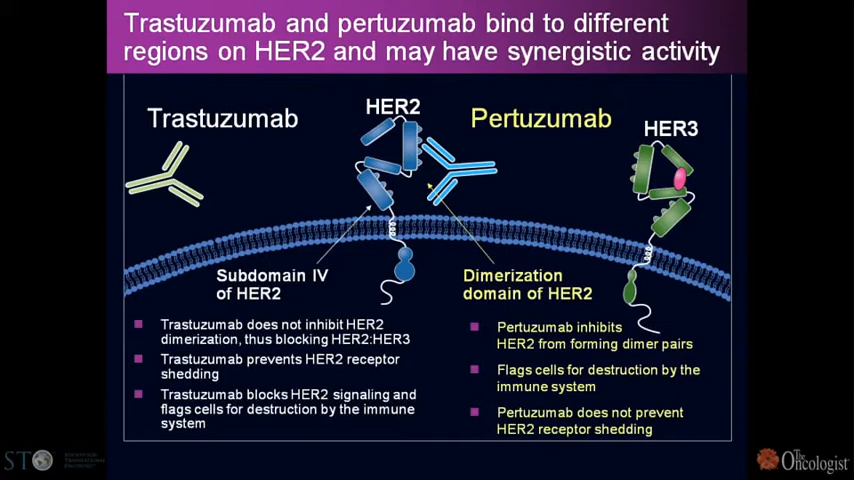 Trastuzumab and pertuzumab bind to different
regions on HER2 and may have synergistic activity
Trastuzumab
HER2
Pertuzumab
HER3
Subdomain IV
of HER2
Dimerization
domain of HER2
Trastuzumab does not inhibit HER2
dimerization, thus blocking HER2:HER3
Trastuzumab prevents HER2 receptor
shedding
Trastuzumab blocks HER2 signaling and
flags cells for destruction by the immune
system
Pertuzumab inhibits
HER2 from forming dimer pairs
Flags cells for destruction by the
immune system
Pertuzumab does not prevent
HER2 receptor shedding
STO
The
Oncologist